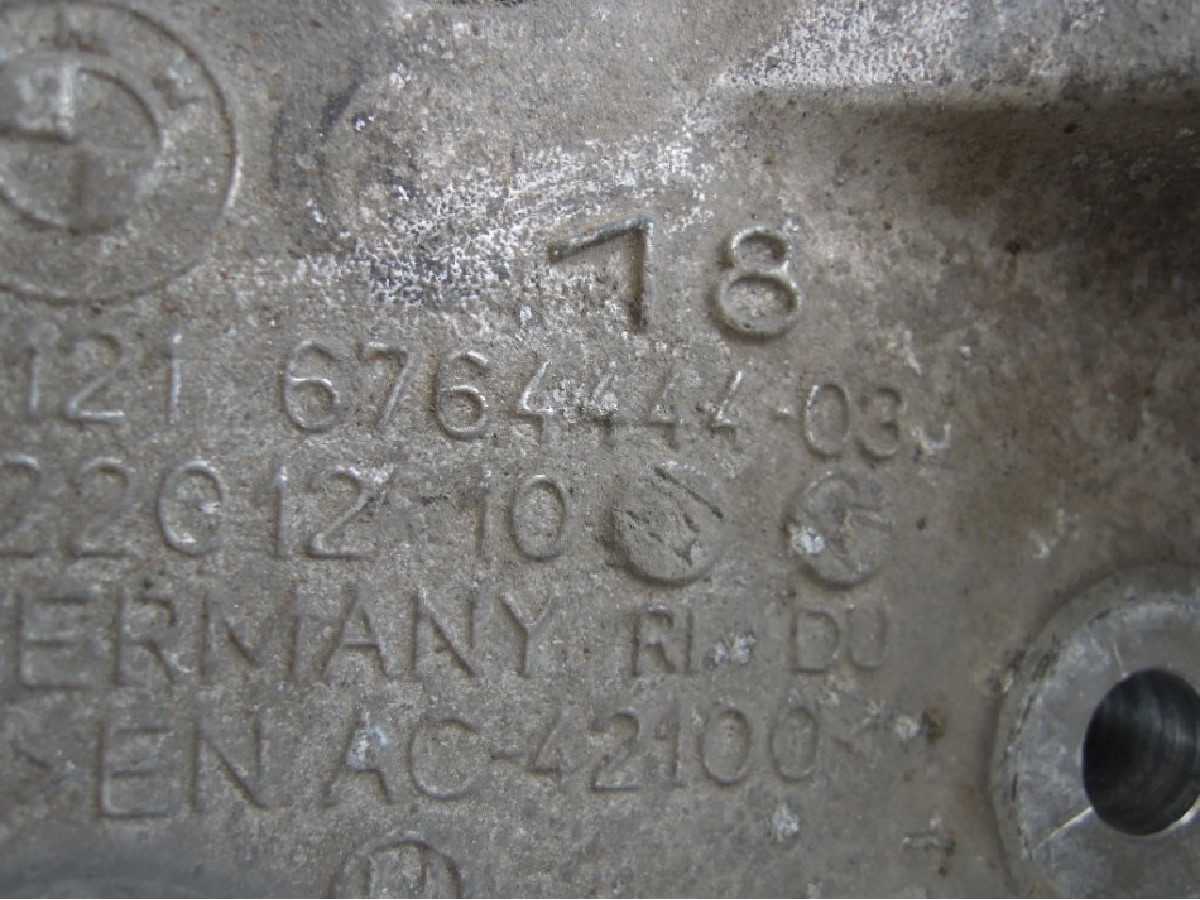 18
121 6764444-03
22012 10
ERMANY RI DU
>EN AC-42100<